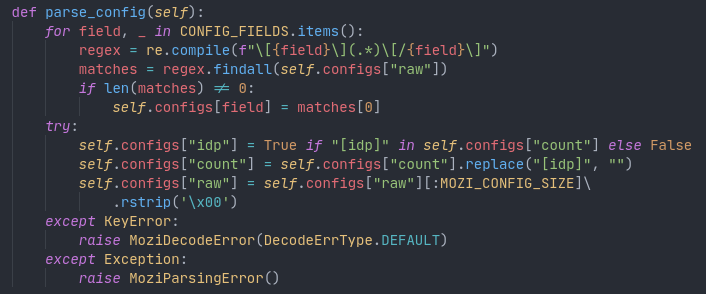 def parse_config(self):
    for field, _ in CONFIG_FIELDS.items():
        regex = re.compile(f"\[{field}\](.*)\[/{field}\]")
        matches = regex.findall(self.configs["raw"])
        if len(matches) != 0:
            self.configs[field] = matches[0]
    try:
        self.configs["idp"] = True if "[idp]" in self.configs["count"] else False
        self.configs["count"] = self.configs["count"].replace("[idp]", "")
        self.configs["raw"] = self.configs["raw"][:MOZI_CONFIG_SIZE]\
            .rstrip('\x00')
    except KeyError:
        raise MoziDecodeError(DecodeErrType.DEFAULT)
    except Exception:
        raise MoziParsingError()